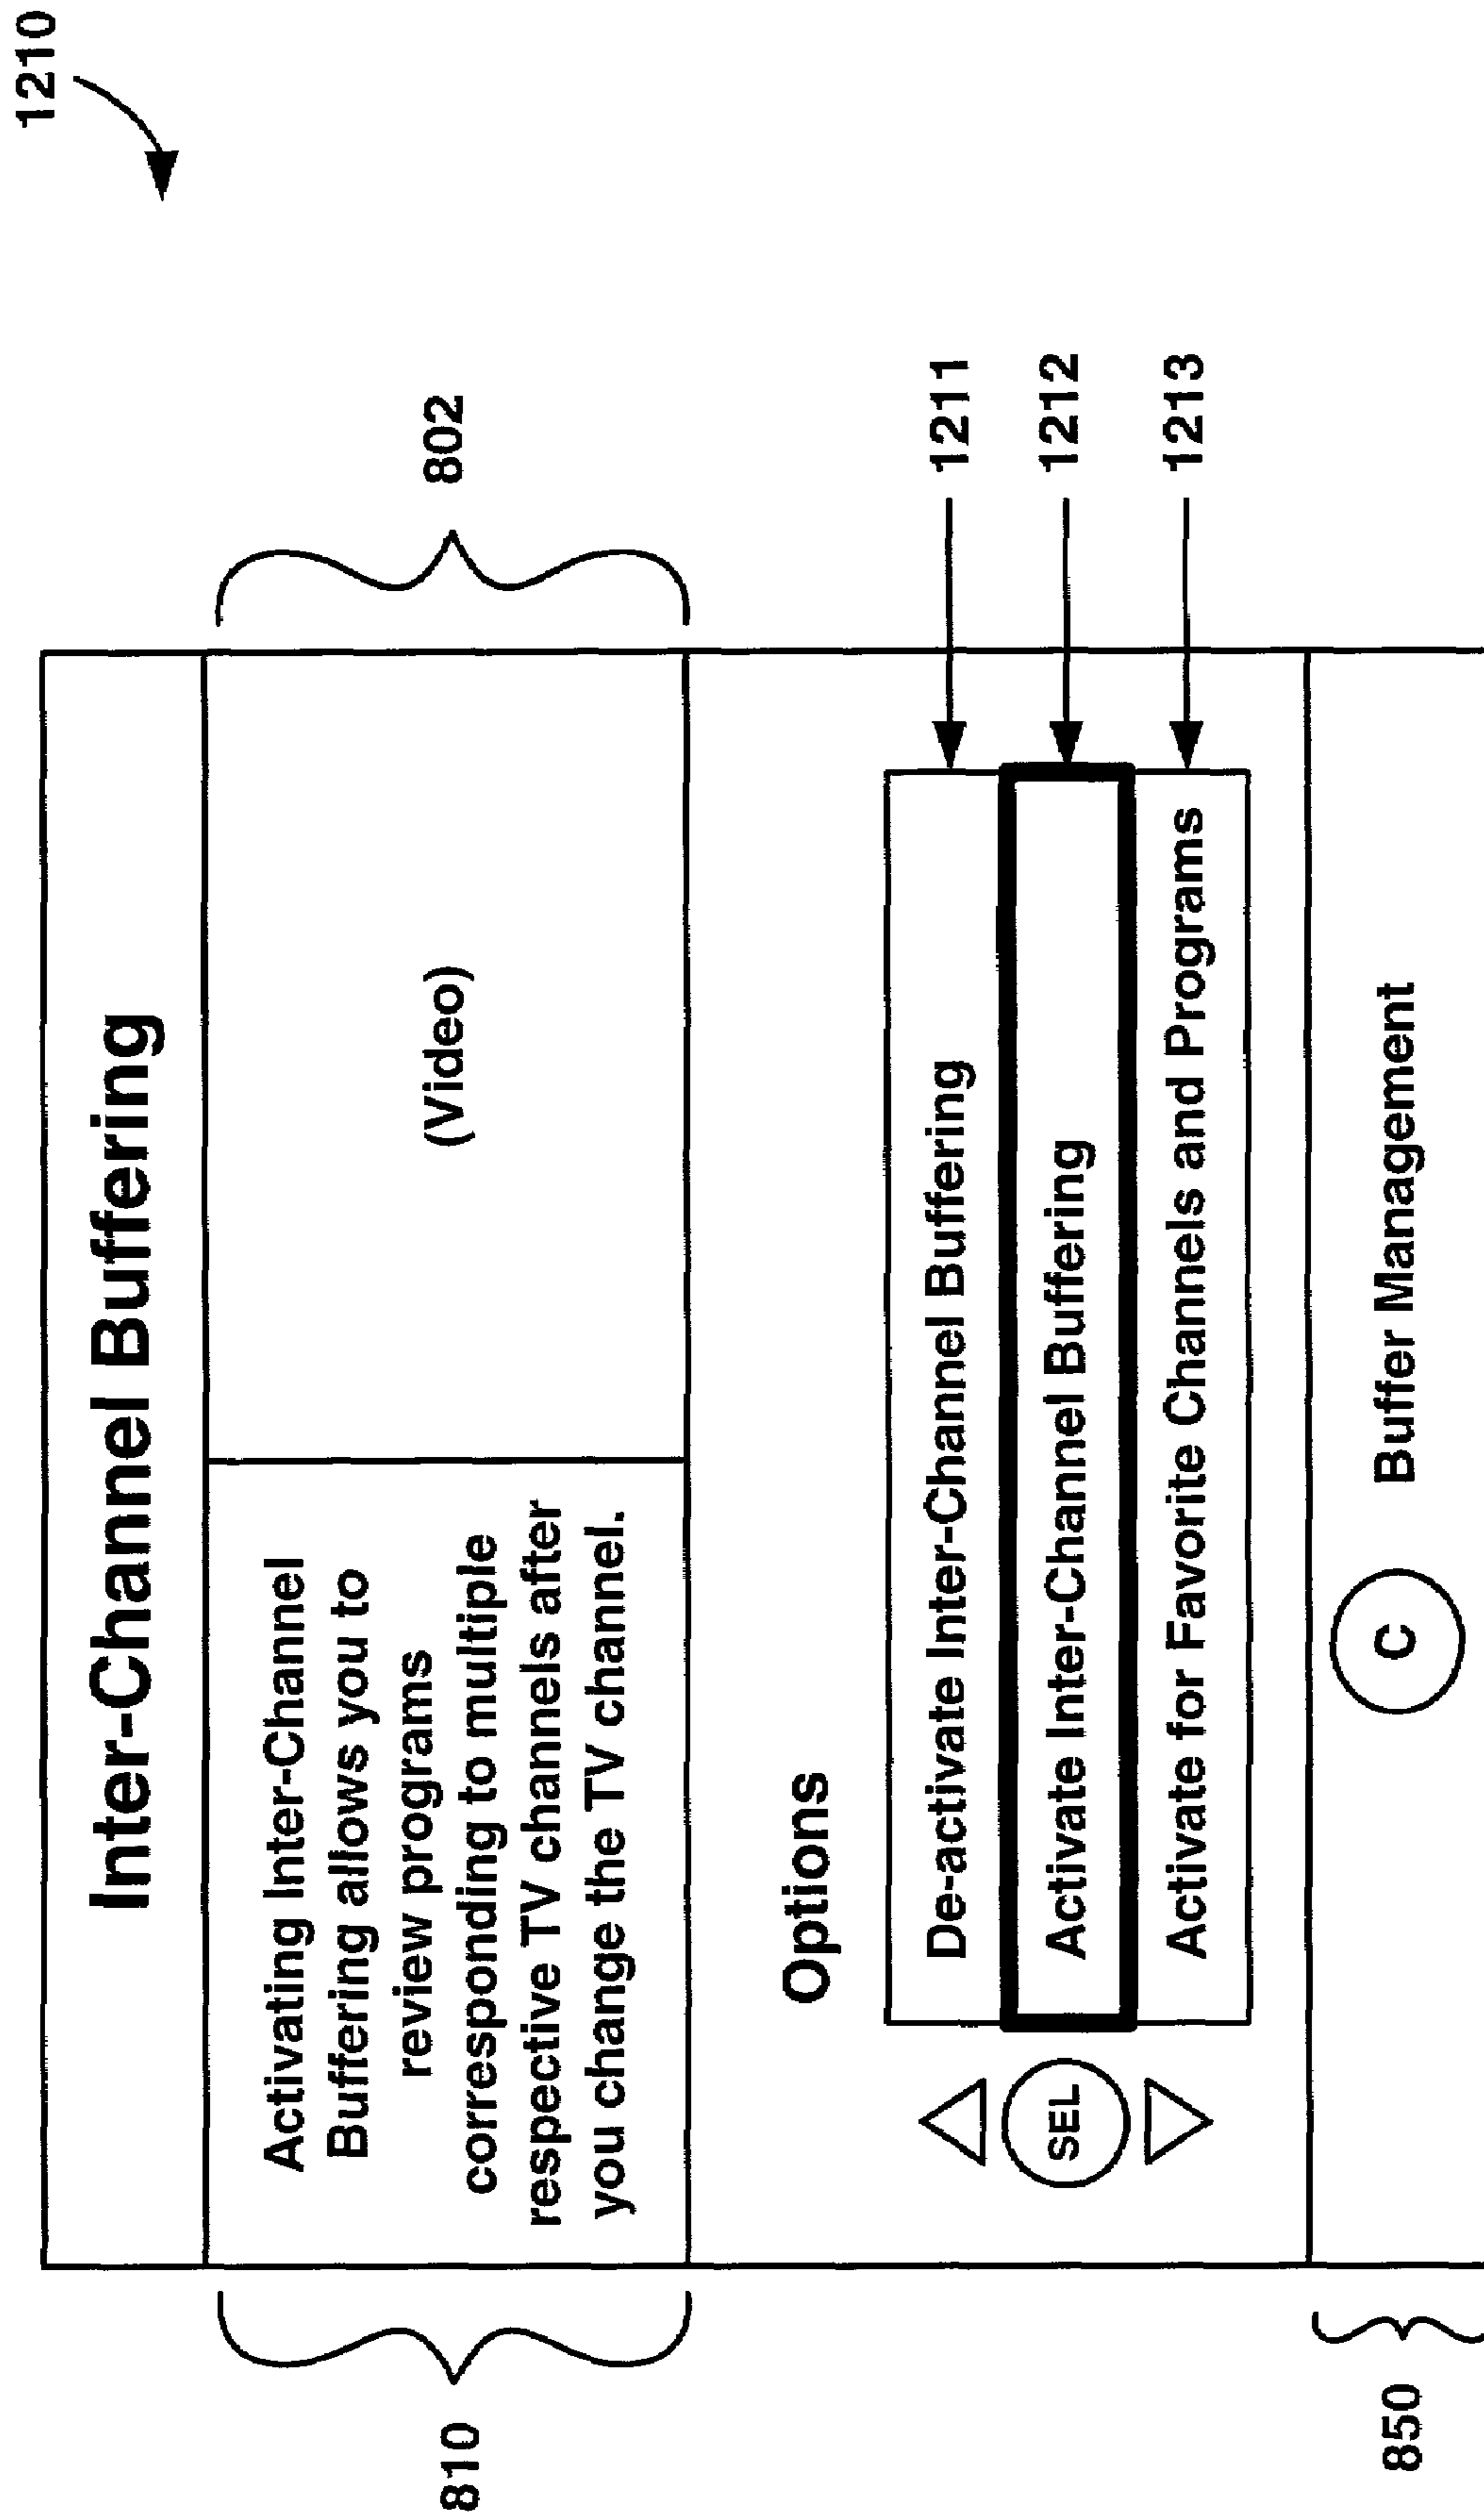 1210
Inter-Channel Buffering
810
Activating Inter-Channel
Buffering allows you to
review programs
corresponding to multiple
respective TV channels after
you change the TV channel.
(Video)
802
Options
SEL
De-activate Inter-Channel Buffering
1211
Activate Inter-Channel Buffering
1212
Activate for Favorite Channels and Programs
1213
850
C
Buffer Management